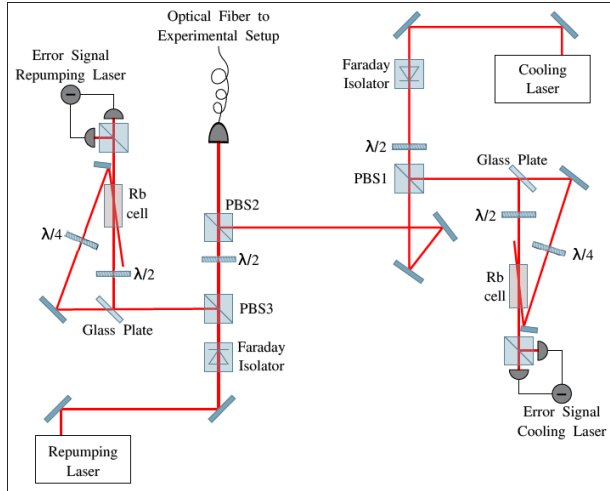 Optical Fiber to
Experimental Setup
Error Signal
Repumping Laser
Faraday
Isolator
Cooling
Laser
λ/2
PBS1
Glass Plate
PBS2
Rb
cell
λ/2
λ/4
λ/4
λ/2
λ/2
Rb
cell
PBS3
Glass Plate
Faraday
Isolator
Error Signal
Cooling Laser
Repumping
Laser